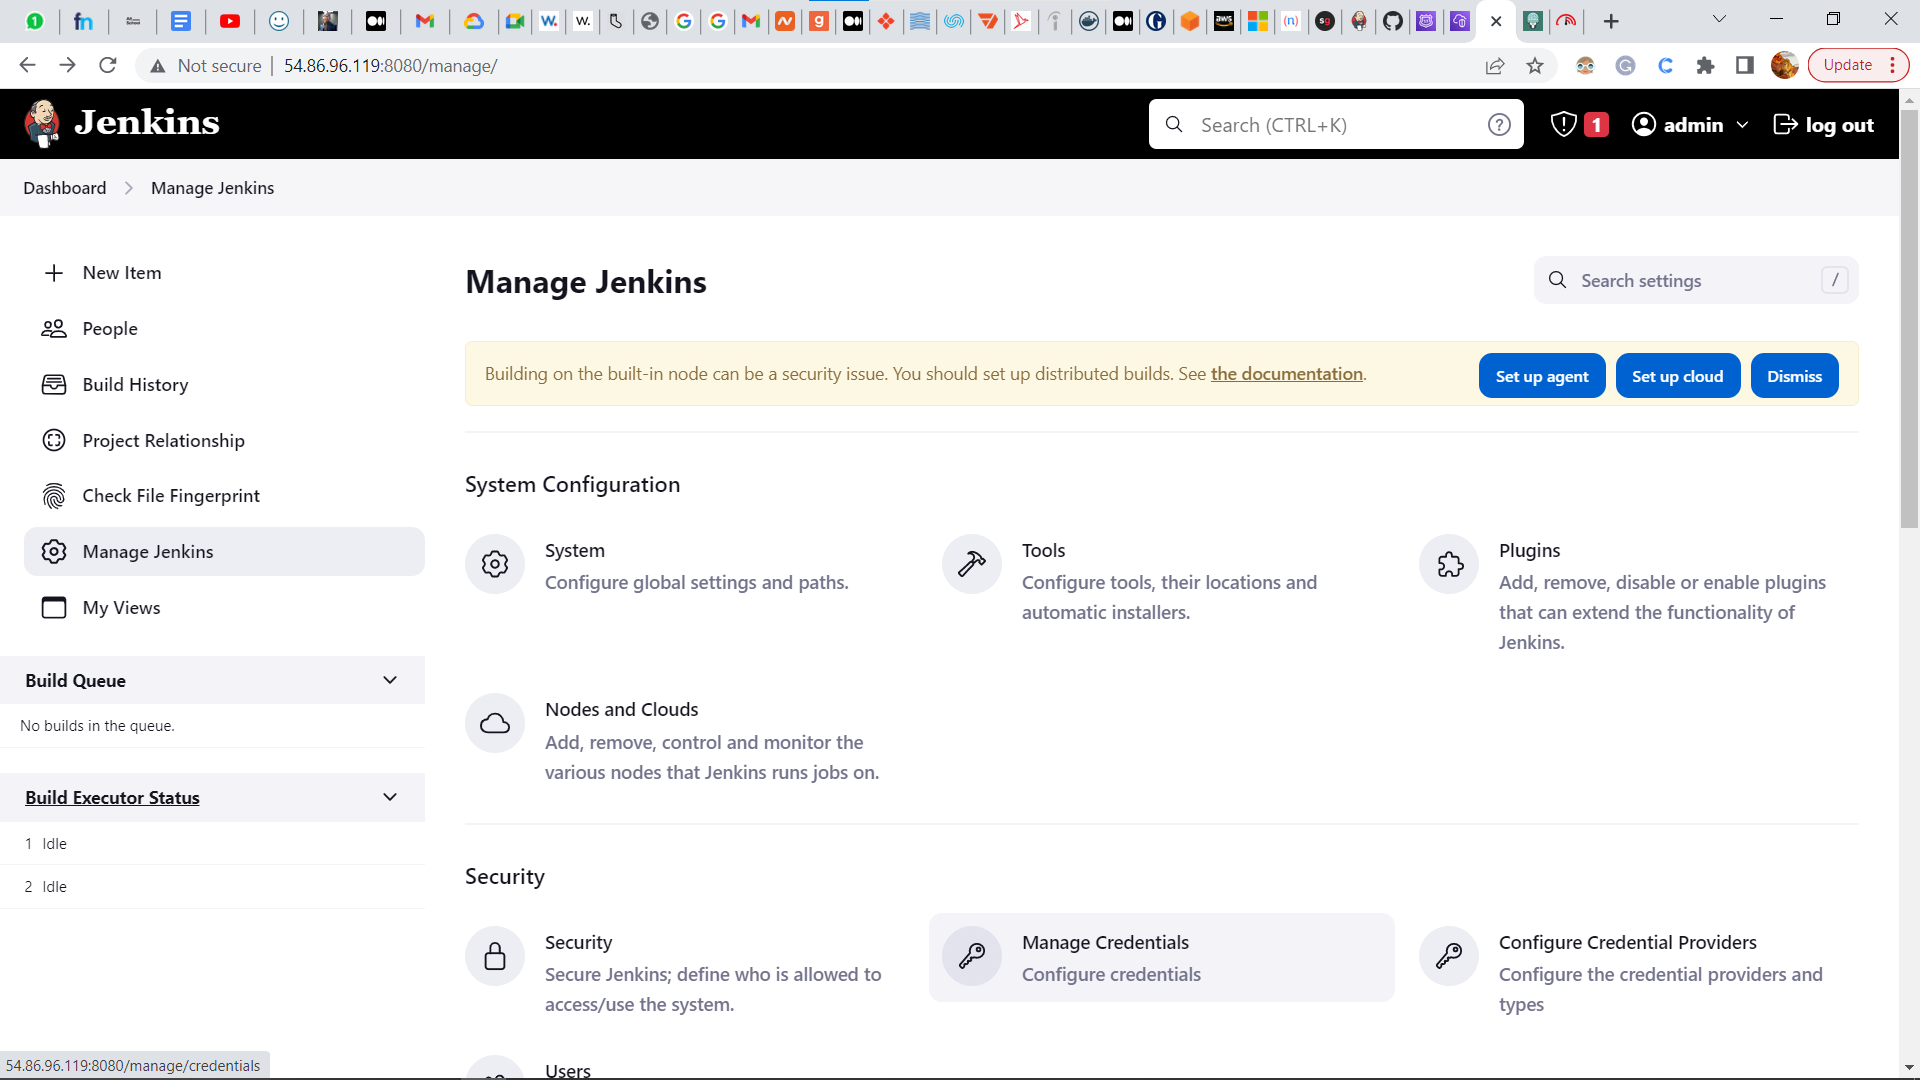 Not secure
54.86.96.119:8080/manage/
Update
Jenkins
Search (CTRL+K)
1
admin
log out
Dashboard
Manage Jenkins
New Item
People
Build History
Project Relationship
Check File Fingerprint
Manage Jenkins
My Views
Build Queue
No builds in the queue.
Build Executor Status
1 Idle
2 Idle
Manage Jenkins
Search settings
/
Building on the built-in node can be a security issue. You should set up distributed builds. See the documentation.
Set up agent
Set up cloud
Dismiss
System Configuration
System
Configure global settings and paths.
Tools
Configure tools, their locations and
automatic installers.
Plugins
Add, remove, disable or enable plugins
that can extend the functionality of
Jenkins.
Nodes and Clouds
Add, remove, control and monitor the
various nodes that Jenkins runs jobs on.
Security
Security
Secure Jenkins; define who is allowed to
access/use the system.
Manage Credentials
Configure credentials
Configure Credential Providers
Configure the credential providers and
types
Users
54.86.96.119:8080/manage/credentials